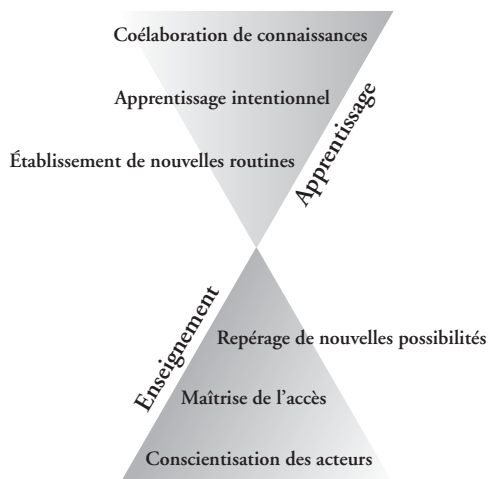 Coélaboration de connaissances
Apprentissage intentionnel
Établissement de nouvelles routines
Apprentissage
Enseignement
Repérage de nouvelles possibilités
Maîtrise de l’accès
Conscientisation des acteurs